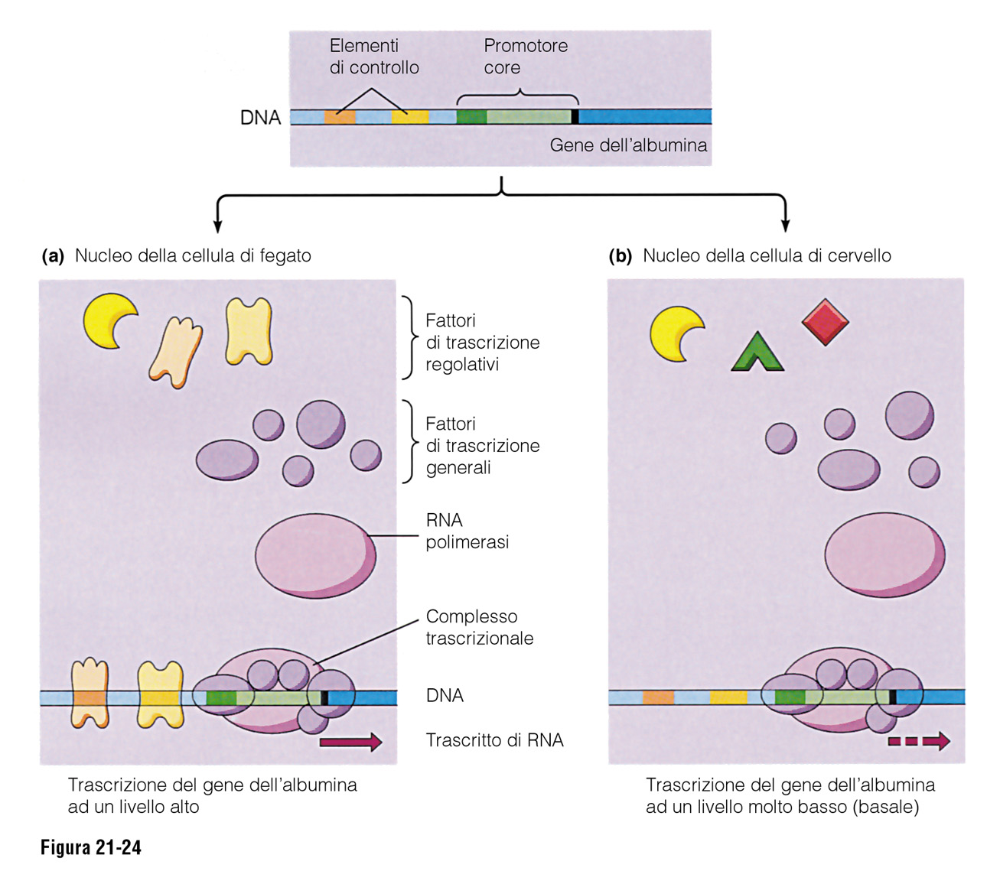 Elementi
di controllo
Promotore
core
DNA
Gene dell'albumina
(a) Nucleo della cellula di fegato
(b) Nucleo della cellula di cervello
Fattori
di trascrizione
regolativi
Fattori
di trascrizione
generali
RNA
polimerasi
Complesso
trascrizionale
DNA
Trascritto di RNA
Trascrizione del gene dell'albumina
ad un livello alto
Trascrizione del gene dell'albumina
ad un livello molto basso (basale)
Figura 21-24